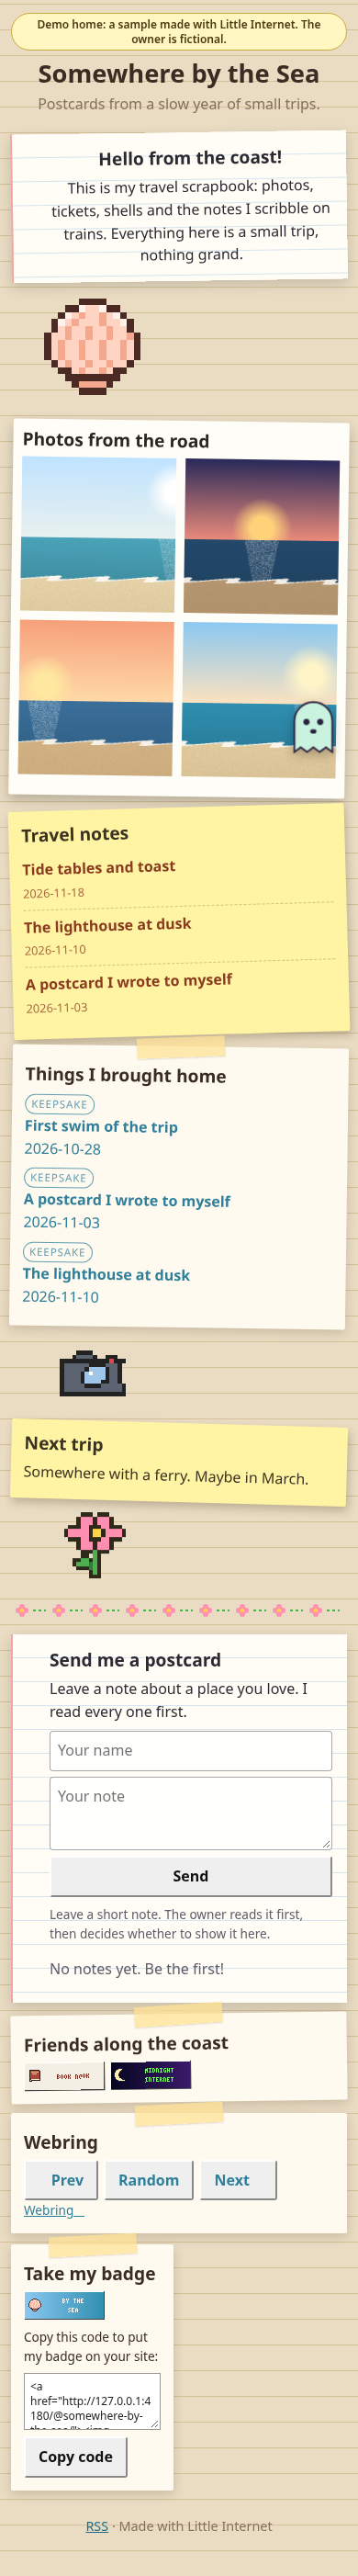 Demo home: a sample made with Little Internet. The
owner is fictional.
Somewhere by the Sea
Postcards from a slow year of small trips.
Hello from the coast!
This is my travel scrapbook: photos,
tickets, shells and the notes I scribble on
trains. Everything here is a small trip,
nothing grand.
Photos from the road
Travel notes
Tide tables and toast
2026-11-18
The lighthouse at dusk
2026-11-10
A postcard I wrote to myself
2026-11-03
Things I brought home
KEEPSAKE
First swim of the trip
2026-10-28
KEEPSAKE
A postcard I wrote to myself
2026-11-03
KEEPSAKE
The lighthouse at dusk
2026-11-10
Next trip
Somewhere with a ferry. Maybe in March.
Send me a postcard
Leave a note about a place you love. I
read every one first.
Your name
Your note
Send
Leave a short note. The owner reads it first,
then decides whether to show it here.
No notes yet. Be the first!
Friends along the coast
BOOK NOOK
MIDNIGHT
INTERNET
Webring
Prev
Random
Next
Webring
Take my badge
BY THE
SEA
Copy this code to put
my badge on your site:
<a
href="http://127.0.0.1:4
180/@somewhere-by-
the-sea/"><img
Copy code
RSS · Made with Little Internet